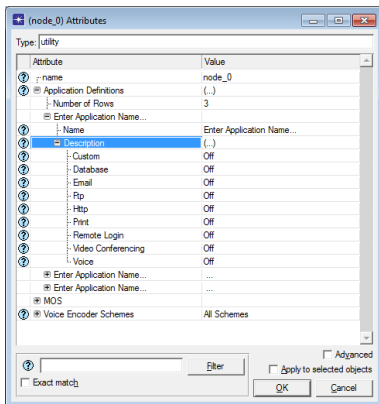 (node_0) Attributes
Type: utility
Attribute Value
name node_0
Application Definitions (...)
Number of Rows 3
Enter Application Name...
Name Enter Application Name...
Description (...)
Custom Off
Database Off
Email Off
Ftp Off
Http Off
Print Off
Remote Login Off
Video Conferencing Off
Voice Off
Enter Application Name... ...
Enter Application Name... ...
MOS
Voice Encoder Schemes All Schemes
Advanced
Filter
Apply to selected objects
Exact match
OK Cancel